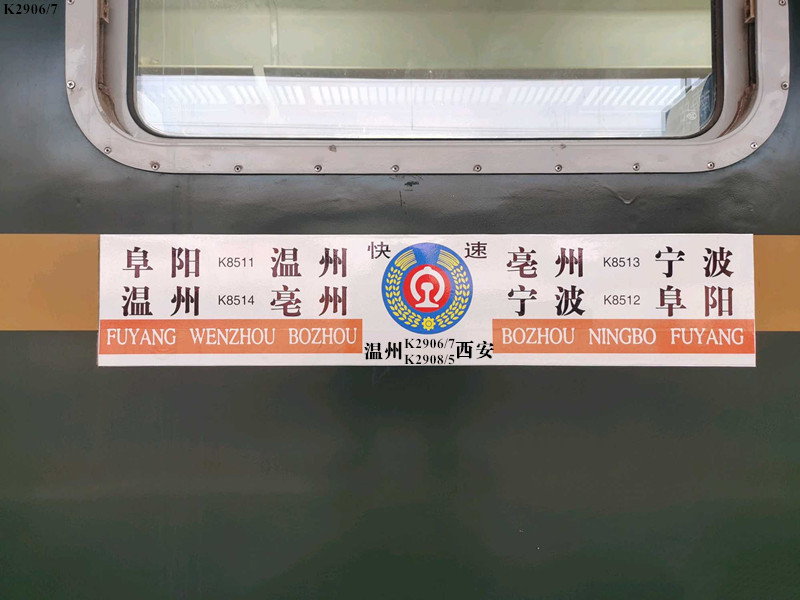 K2906/7
快 速
阜阳 K8511 温州
温州 K8514 亳州
FUYANG WENZHOU BOZHOU
亳州 K8513 宁波
宁波 K8512 阜阳
BOZHOU NINGBO FUYANG
温州 K2906/7 西安
K2908/5